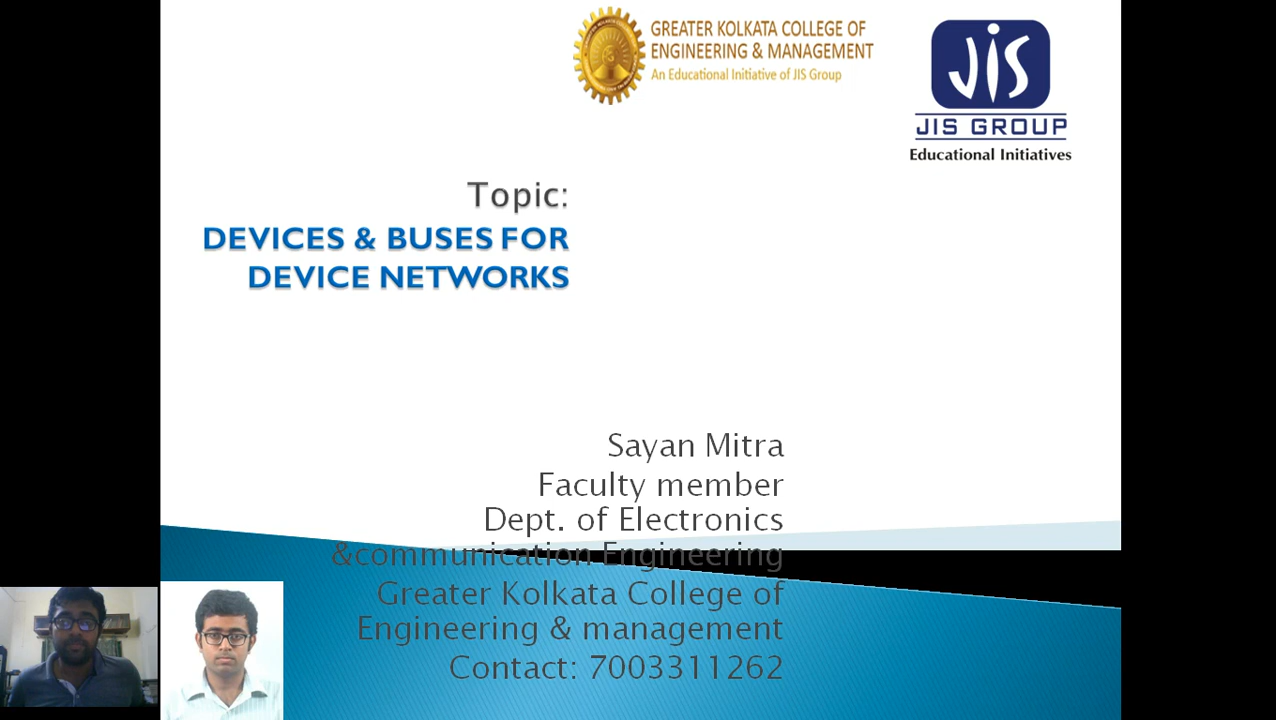 GREATER KOLKATA COLLEGE OF
ENGINEERING & MANAGEMENT
An Educational Initiative of JIS Group
JIS
JIS GROUP
Educational Initiatives
Topic:
DEVICES & BUSES FOR
DEVICE NETWORKS
Sayan Mitra
Faculty member
Dept. of Electronics
&communication Engineering
Greater Kolkata College of
Engineering & management
Contact: 7003311262